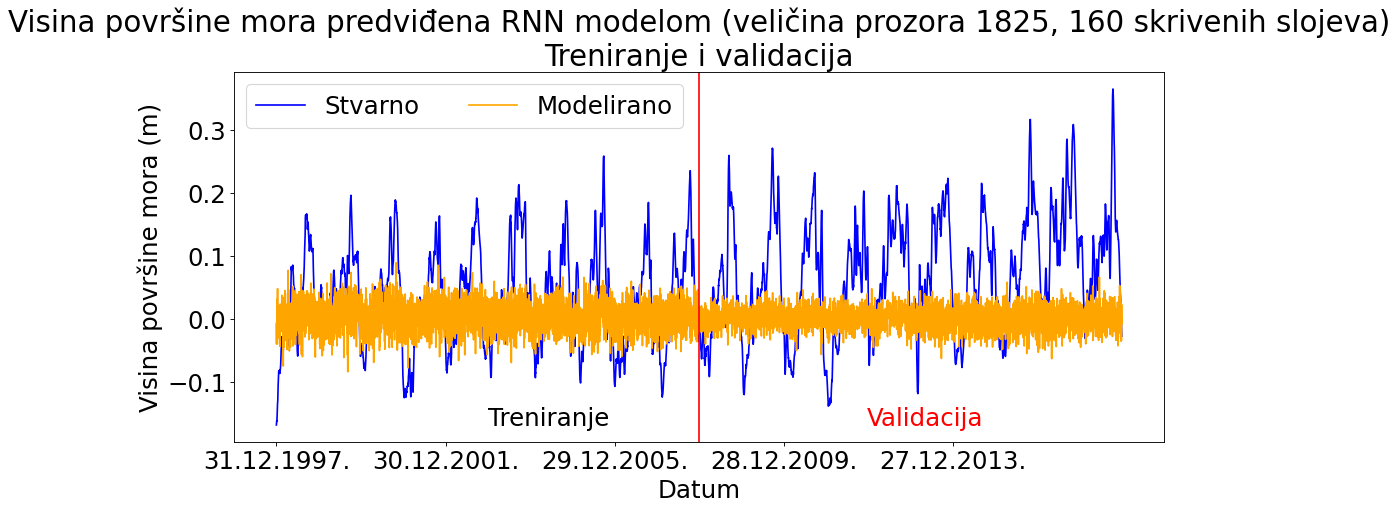 Visina površine mora predviđena RNN modelom (veličina prozora 1825, 160 skrivenih slojeva)
Treniranje i validacija
Stvarno
Modelirano
Visina površine mora (m)
0.3
0.2
0.1
0.0
−0.1
Treniranje
Validacija
31.12.1997.
30.12.2001.
29.12.2005.
28.12.2009.
27.12.2013.
Datum